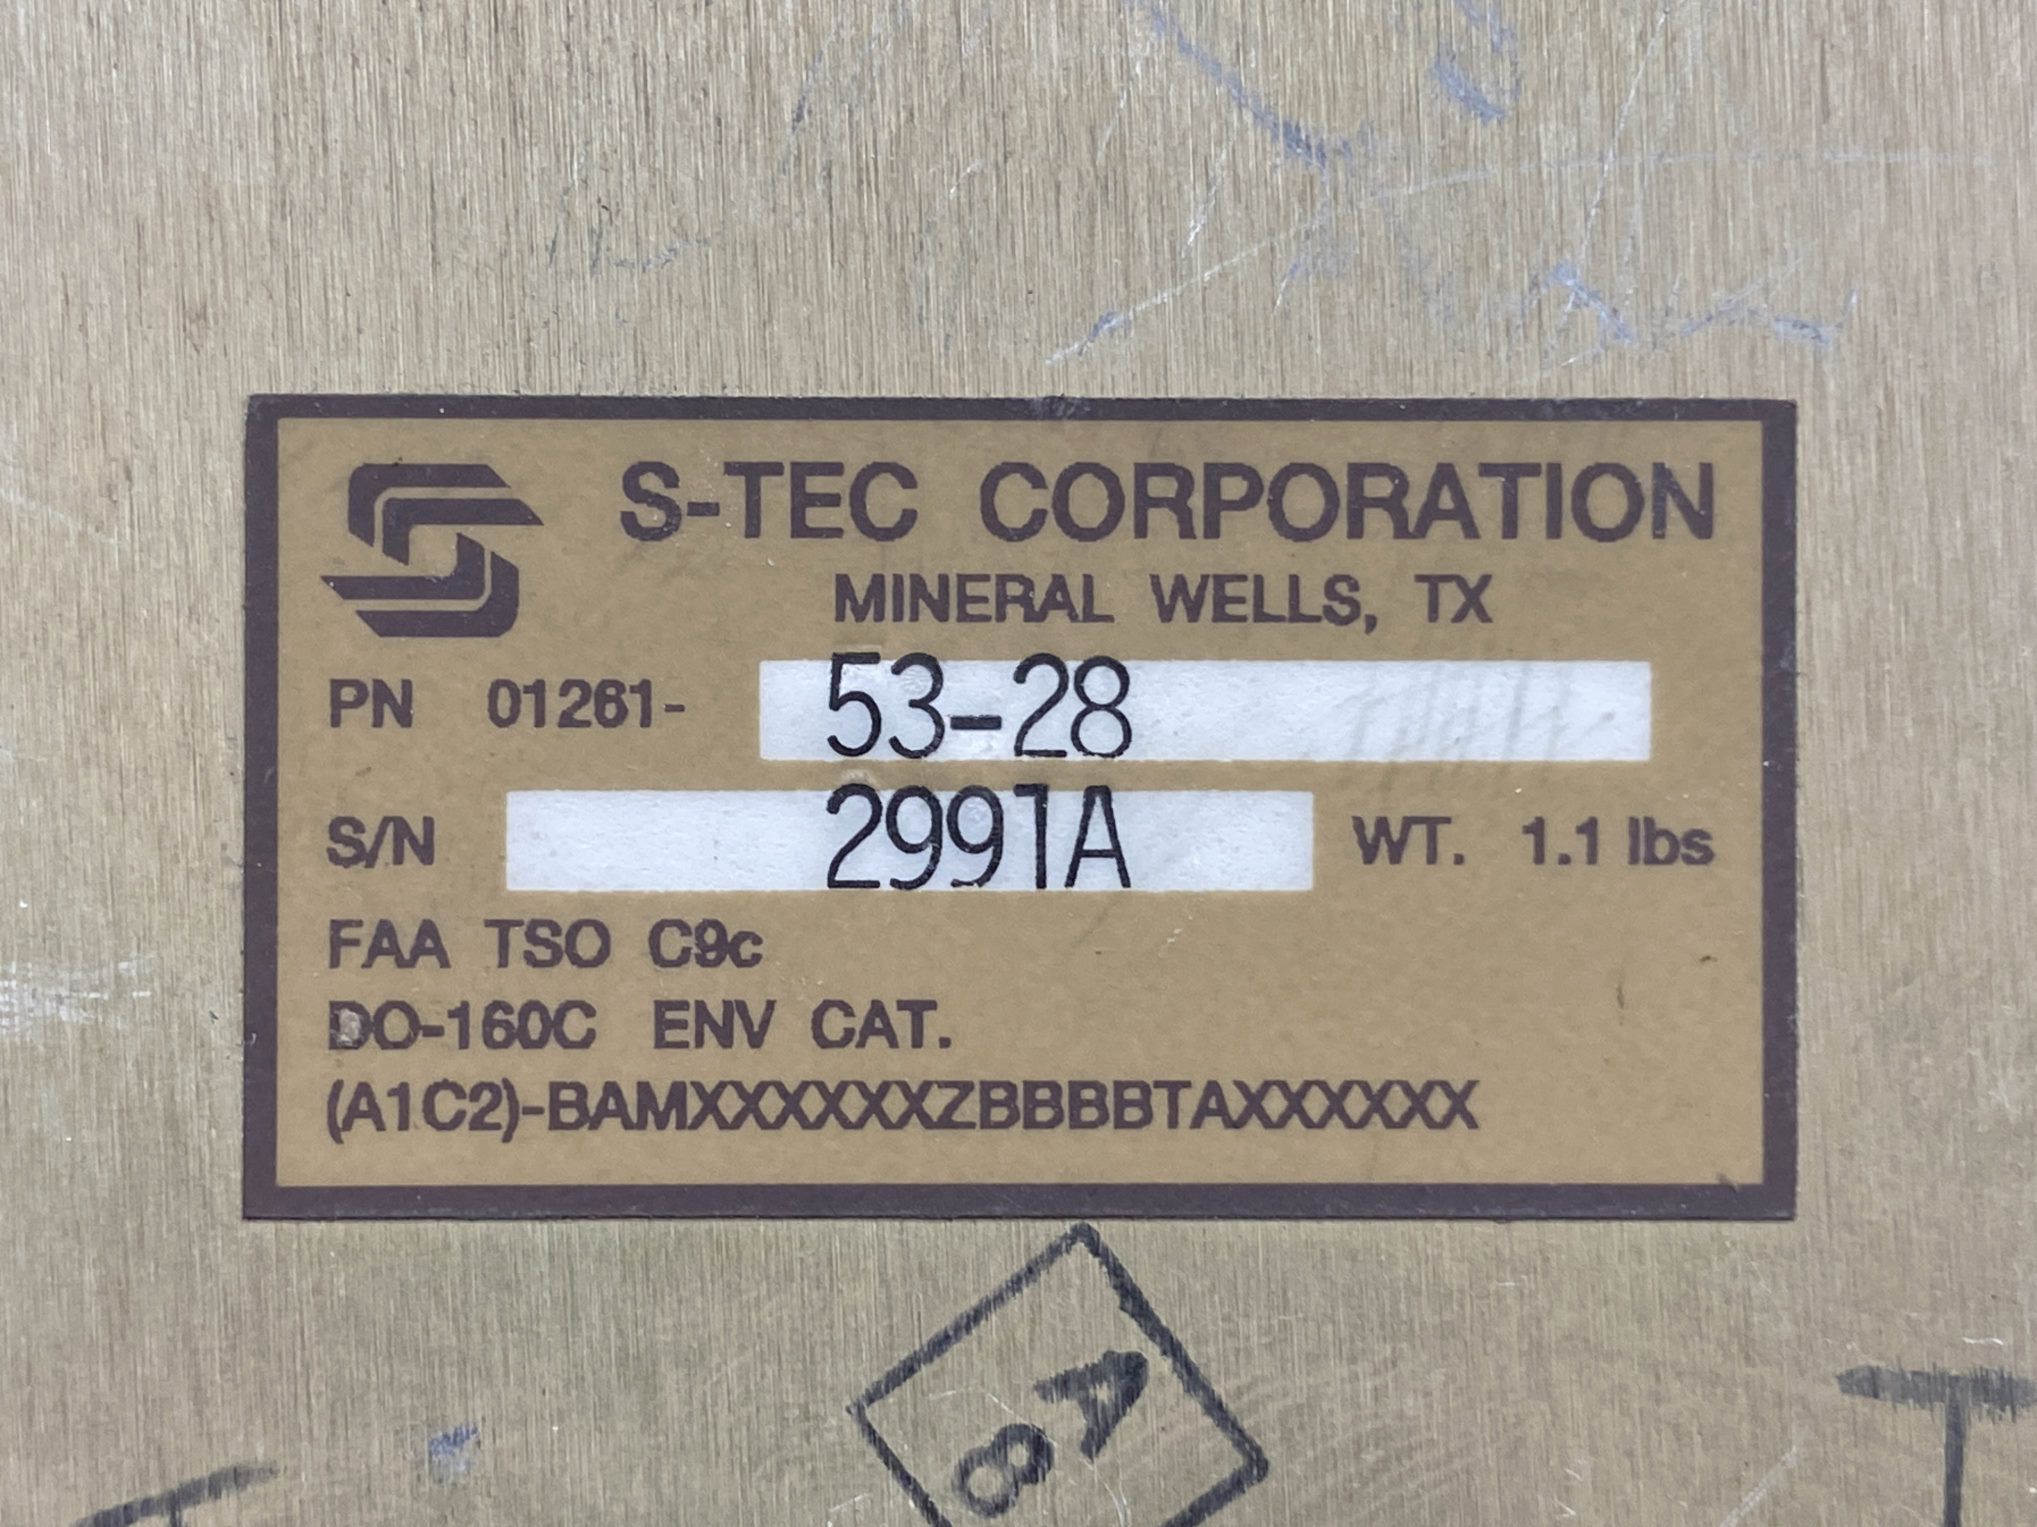 S-TEC CORPORATION
MINERAL WELLS, TX
PN 01261- 53-28
S/N 2991A WT. 1.1 lbs
FAA TSO C9c
DO-160C ENV CAT.
(A1C2)-BAMXXXXXXZBBBBTAXXXXXX
A
8